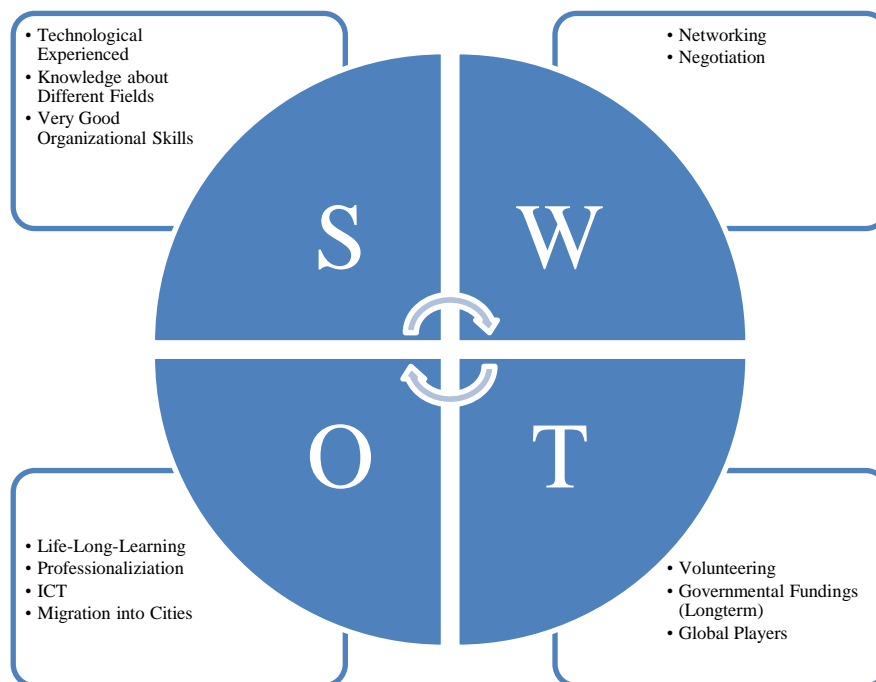 • Technological
Experienced
• Knowledge about
Different Fields
• Very Good
Organizational Skills
• Networking
• Negotiation
S
W
O
T
• Life-Long-Learning
• Professionaliziation
• ICT
• Migration into Cities
• Volunteering
• Governmental Fundings
(Longterm)
• Global Players